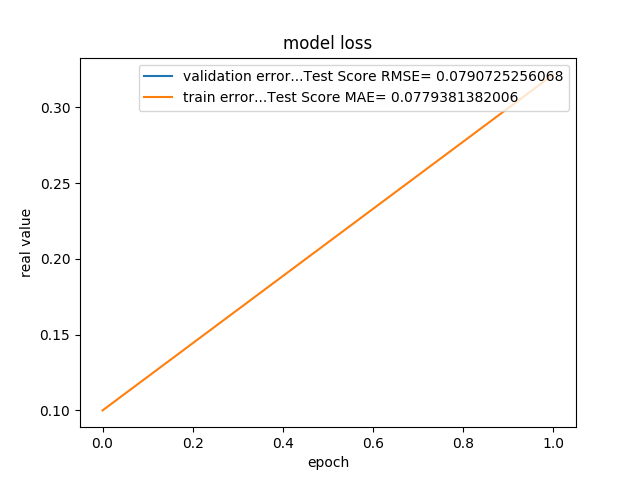 model loss
validation error...Test Score RMSE= 0.0790725256068
train error...Test Score MAE= 0.0779381382006
real value
0.30
0.25
0.20
0.15
0.10
0.0 0.2 0.4 0.6 0.8 1.0
epoch